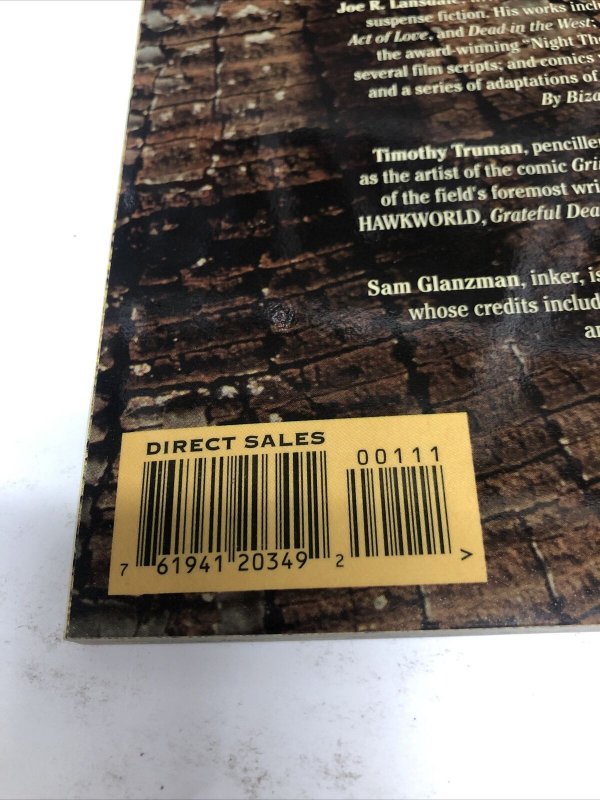 Joe R. Lansdale,
suspense fiction. His works incl
Act of Love, and Dead in the West;
the award-winning "Night The
several film scripts; and comics
and a series of adaptations of
By Biza
Timothy Truman, penciller
as the artist of the comic Gri
of the field's foremost wri
HAWKWORLD, Grateful Dea
Sam Glanzman, inker, is
whose credits includ
an
DIRECT SALES
00111
7 61941 20349 2 >